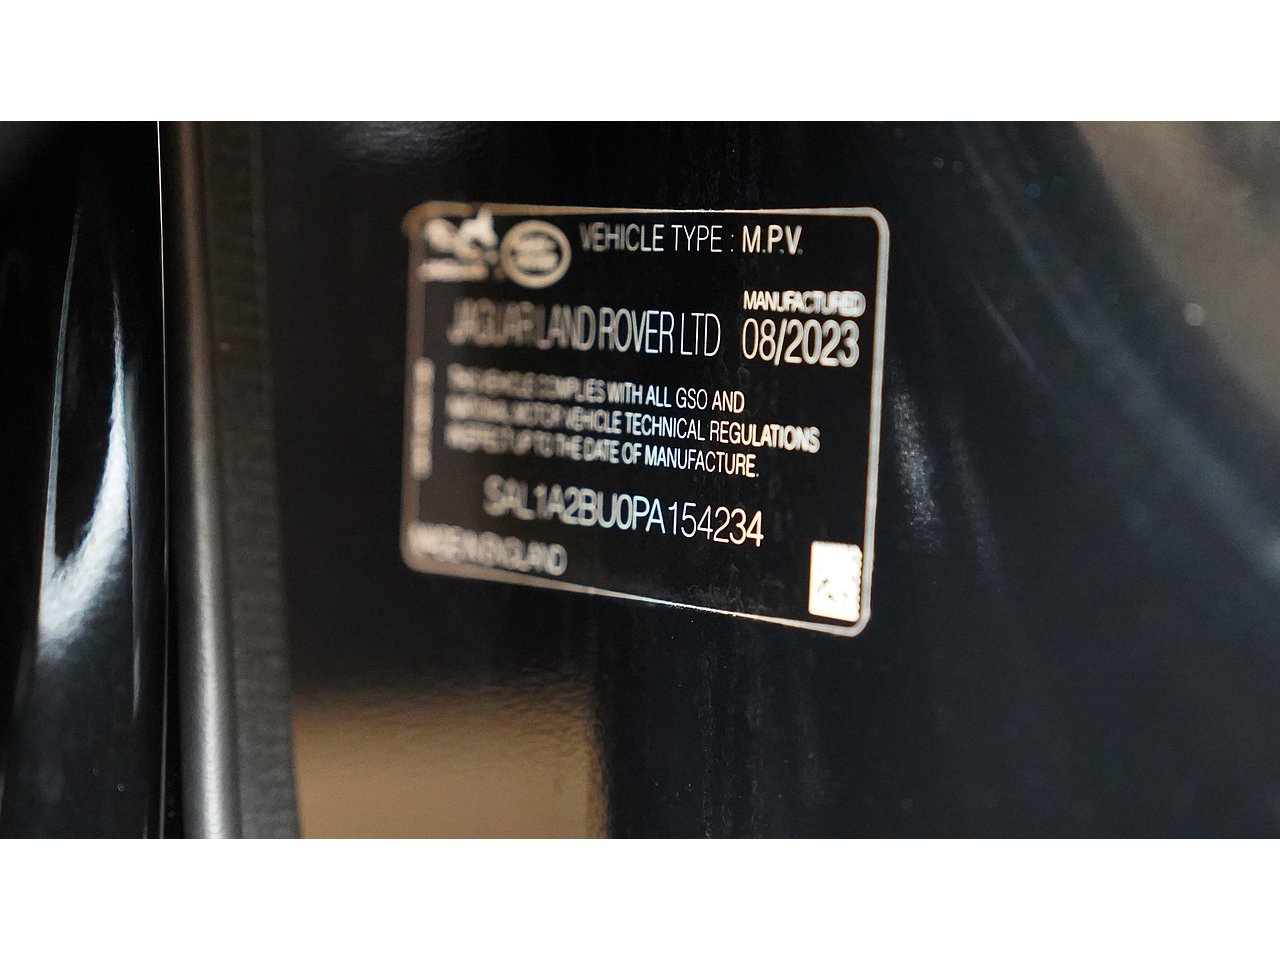 VEHICLE TYPE : M.P.V.
MANUFACTURED
JAGUAR LAND ROVER LTD 08/2023
THIS VEHICLE COMPLIES WITH ALL GSO AND
NATIONAL MOTOR VEHICLE TECHNICAL REGULATIONS
IN EFFECT UP TO THE DATE OF MANUFACTURE.
SAL1A2BU0PA154234
MADE IN ENGLAND